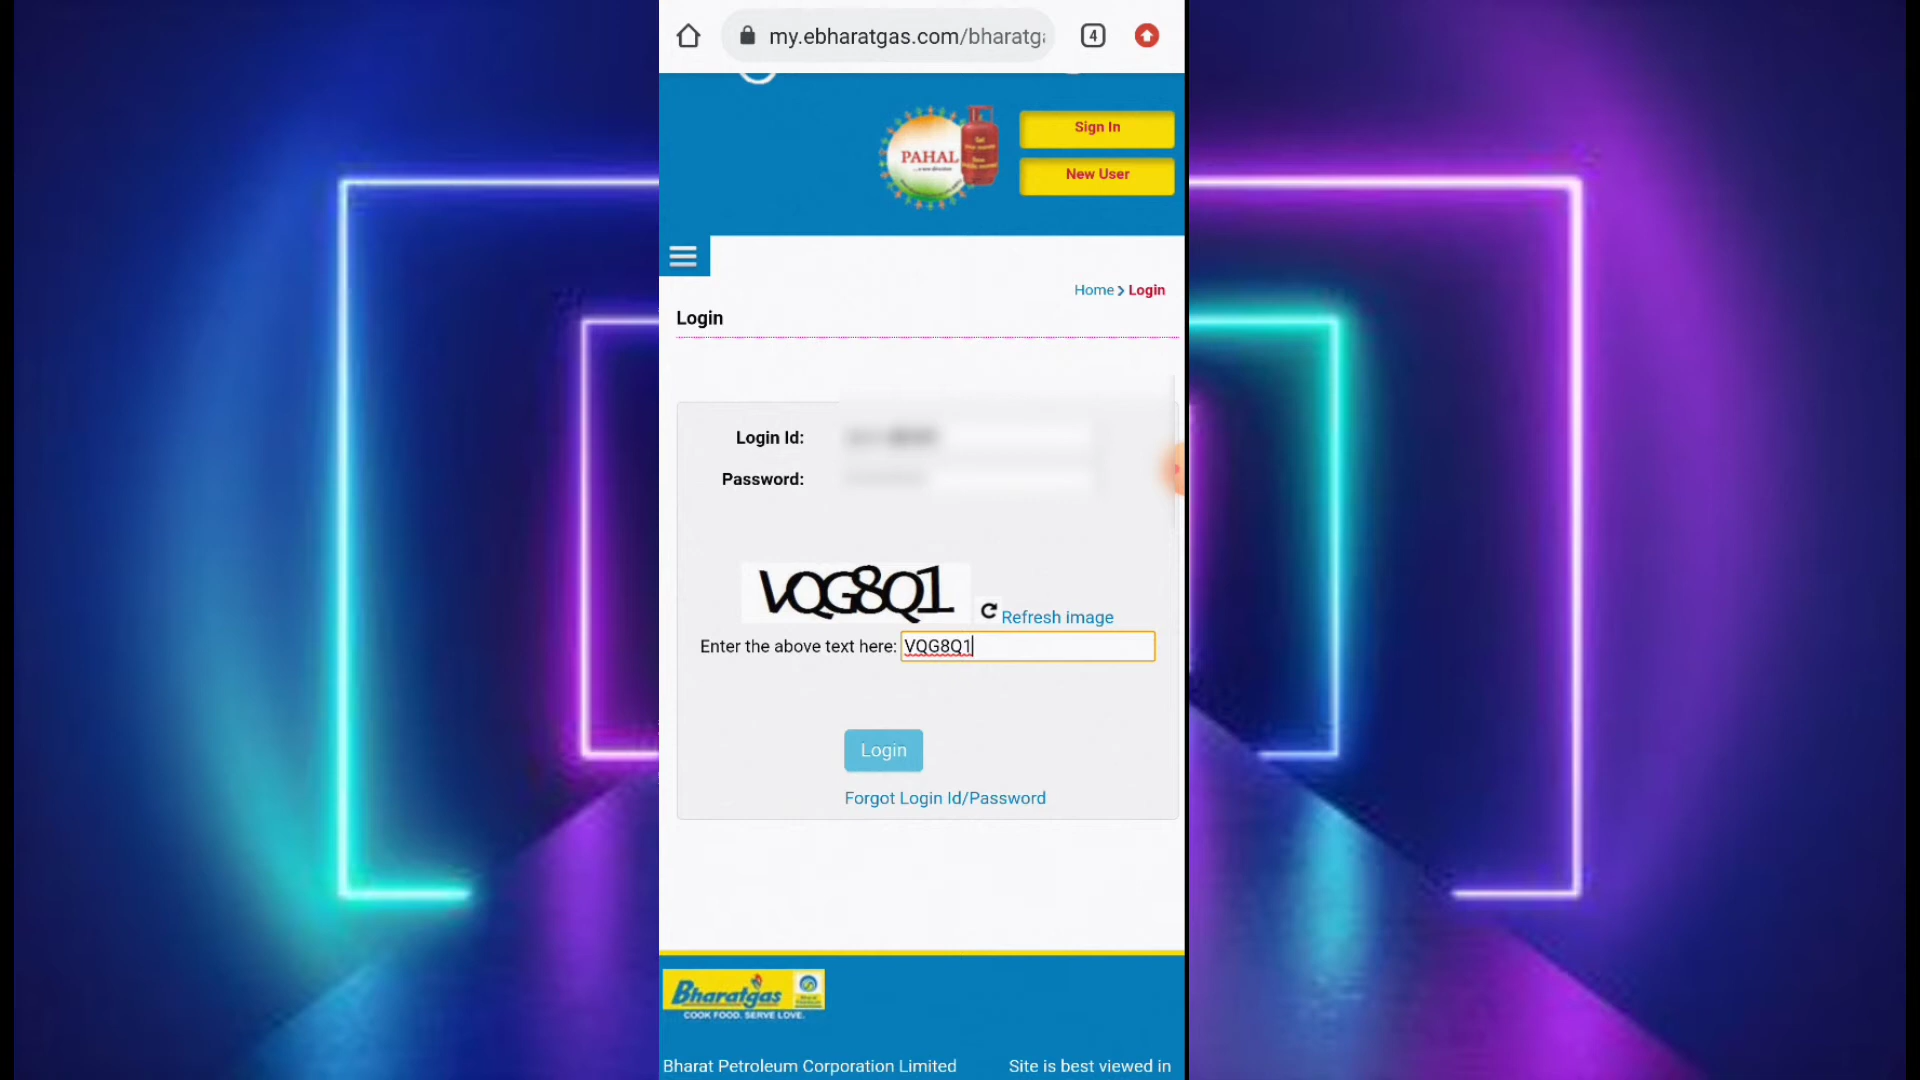 my.ebharatgas.com/bharatga
4
PAHAL
Sign In
New User
Home > Login
Login
Login Id:
Password:
VQG8Q1
Refresh image
Enter the above text here: VQG8Q1
Login
Forgot Login Id/Password
Bharatgas
COOK FOOD. SERVE LOVE.
Bharat Petroleum Corporation Limited
Site is best viewed in